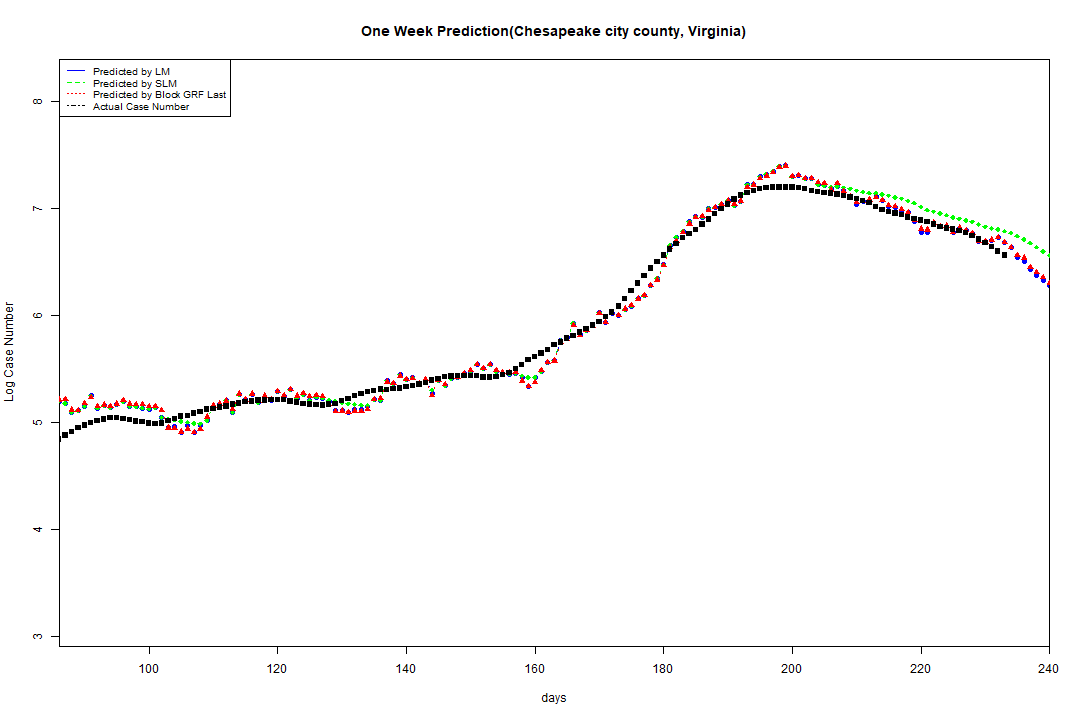 One Week Prediction(Chesapeake city county, Virginia)
Predicted by LM
Predicted by SLM
Predicted by Block GRF Last
Actual Case Number
8
7
6
5
4
3
Log Case Number
100 120 140 160 180 200 220 240
days